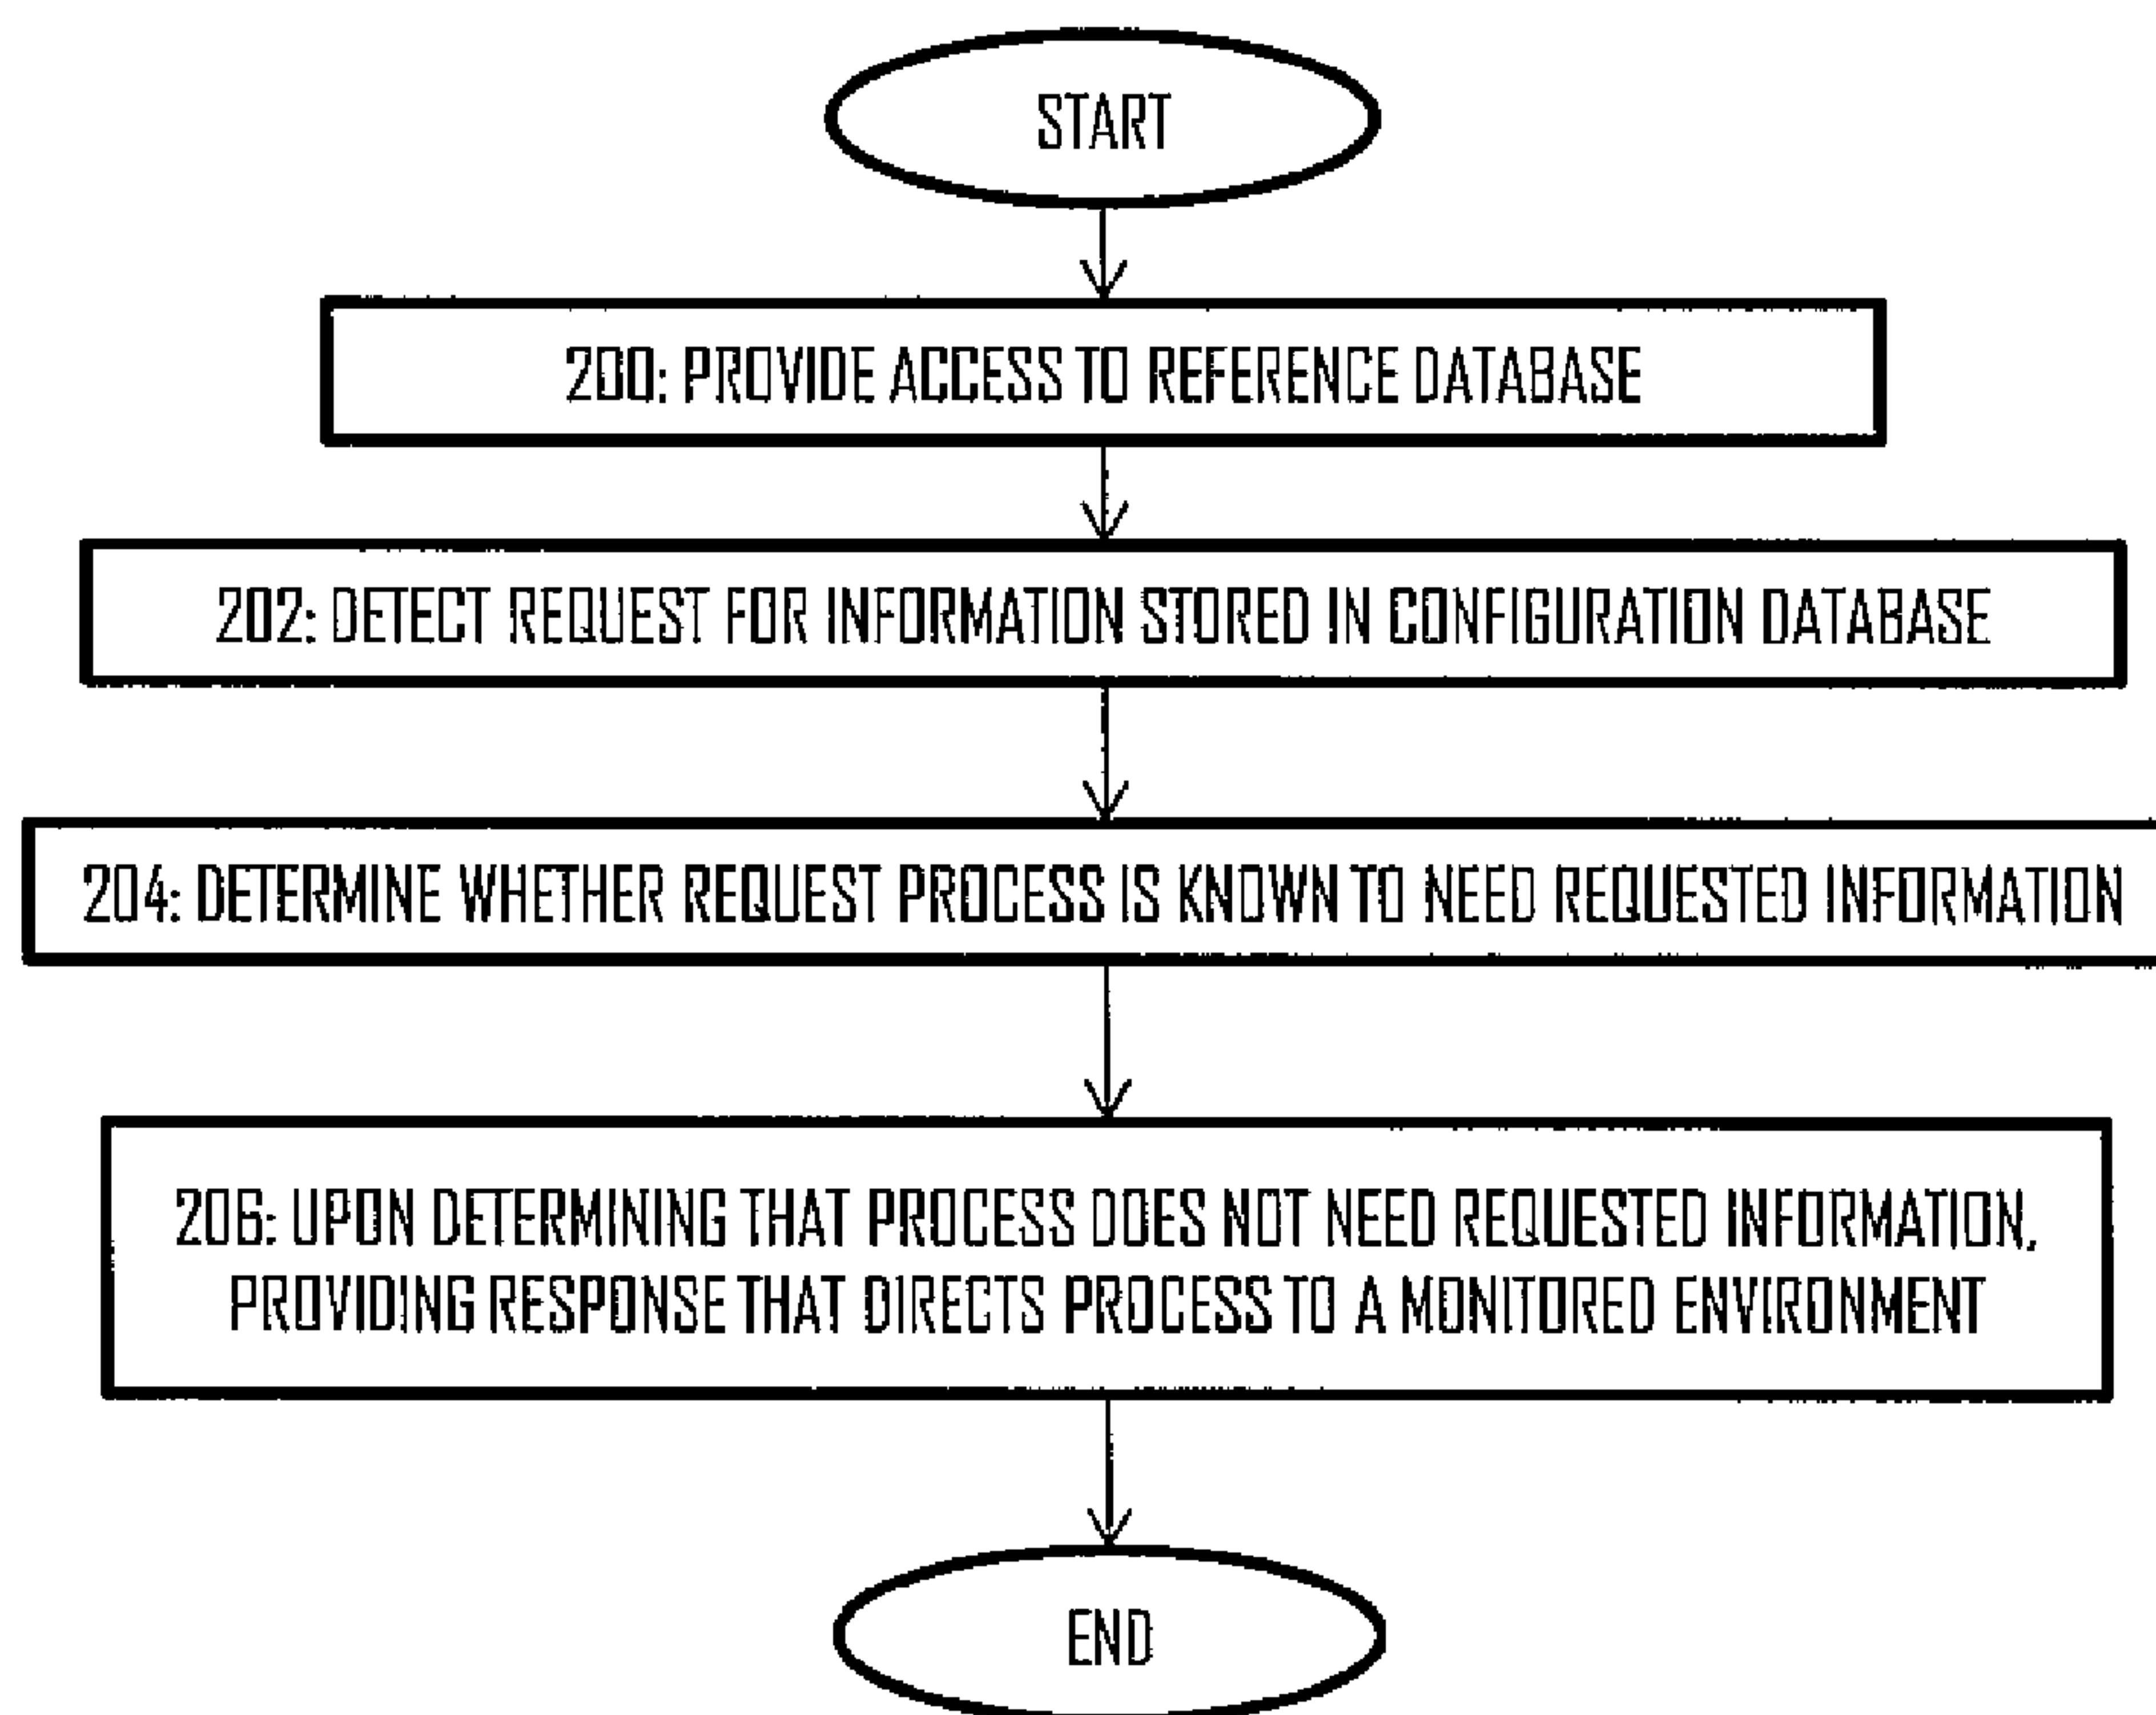 START
200: PROVIDE ACCESS TO REFERENCE DATABASE
202: DETECT REQUEST FOR INFORMATION STORED IN CONFIGURATION DATABASE
204: DETERMINE WHETHER REQUEST PROCESS IS KNOWN TO NEED REQUESTED INFORMATION
206: UPON DETERMINING THAT PROCESS DOES NOT NEED REQUESTED INFORMATION,
PROVIDING RESPONSE THAT DIRECTS PROCESS TO A MONITORED ENVIRONMENT
END